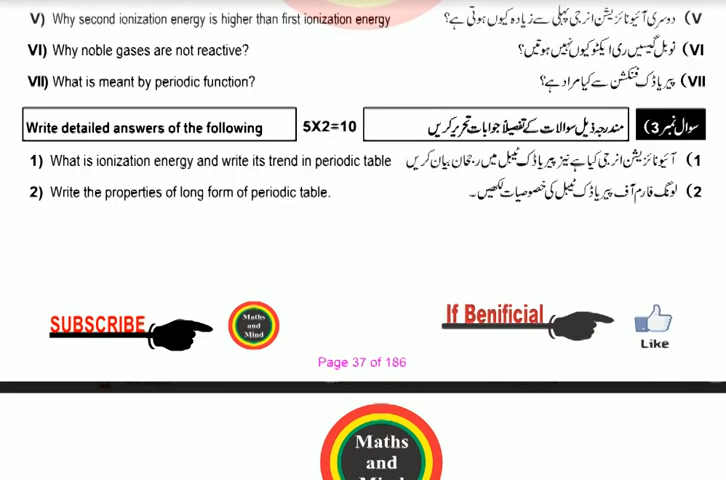 V) Why second ionization energy is higher than first ionization energy دوسری آئیونائزیشن انرجی پہلی سے زیادہ کیوں ہوتی ہے؟ (V
VI) Why noble gases are not reactive? نوبل گیسیں ری ایکٹو کیوں نہیں ہوتیں؟ (VI
VII) What is meant by periodic function? پیریاڈک فنکشن سے کیا مراد ہے؟ (VII
Write detailed answers of the following 5X2=10 مندرجہ ذیل سوالات کے تفصیلاً جوابات تحریر کریں سوال نمبر 3)
1) What is ionization energy and write its trend in periodic table آئیونائزیشن انرجی کیا ہے نیز پیریاڈک ٹیبل میں رجحان بیان کریں (1
2) Write the properties of long form of periodic table. لونگ فارم آف پیریاڈک ٹیبل کی خصوصیات لکھیں۔ (2
SUBSCRIBE
Maths
and
Mind
If Benificial
Like
Page 37 of 186
Maths
and